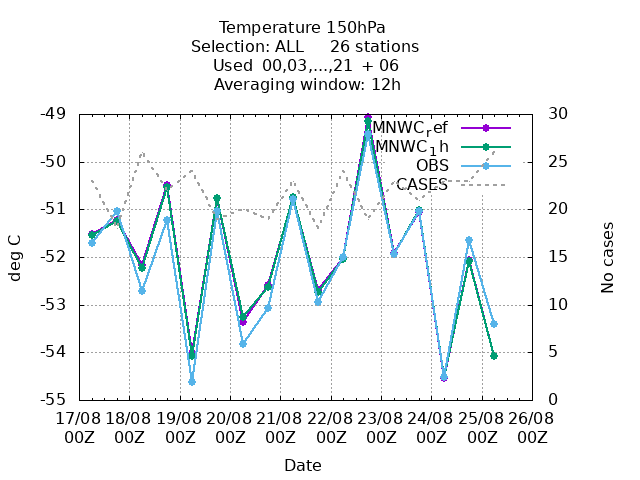 Temperature 150hPa
Selection: ALL 26 stations
Used 00,03,...,21 + 06
Averaging window: 12h
-49
-50
-51
-52
-53
-54
-55
deg C
30
25
20
15
10
5
0
No cases
MNWCref
MNWC1h
OBS
CASES
17/08 18/08 19/08 20/08 21/08 22/08 23/08 24/08 25/08 26/08
00Z 00Z 00Z 00Z 00Z 00Z 00Z 00Z 00Z 00Z
Date